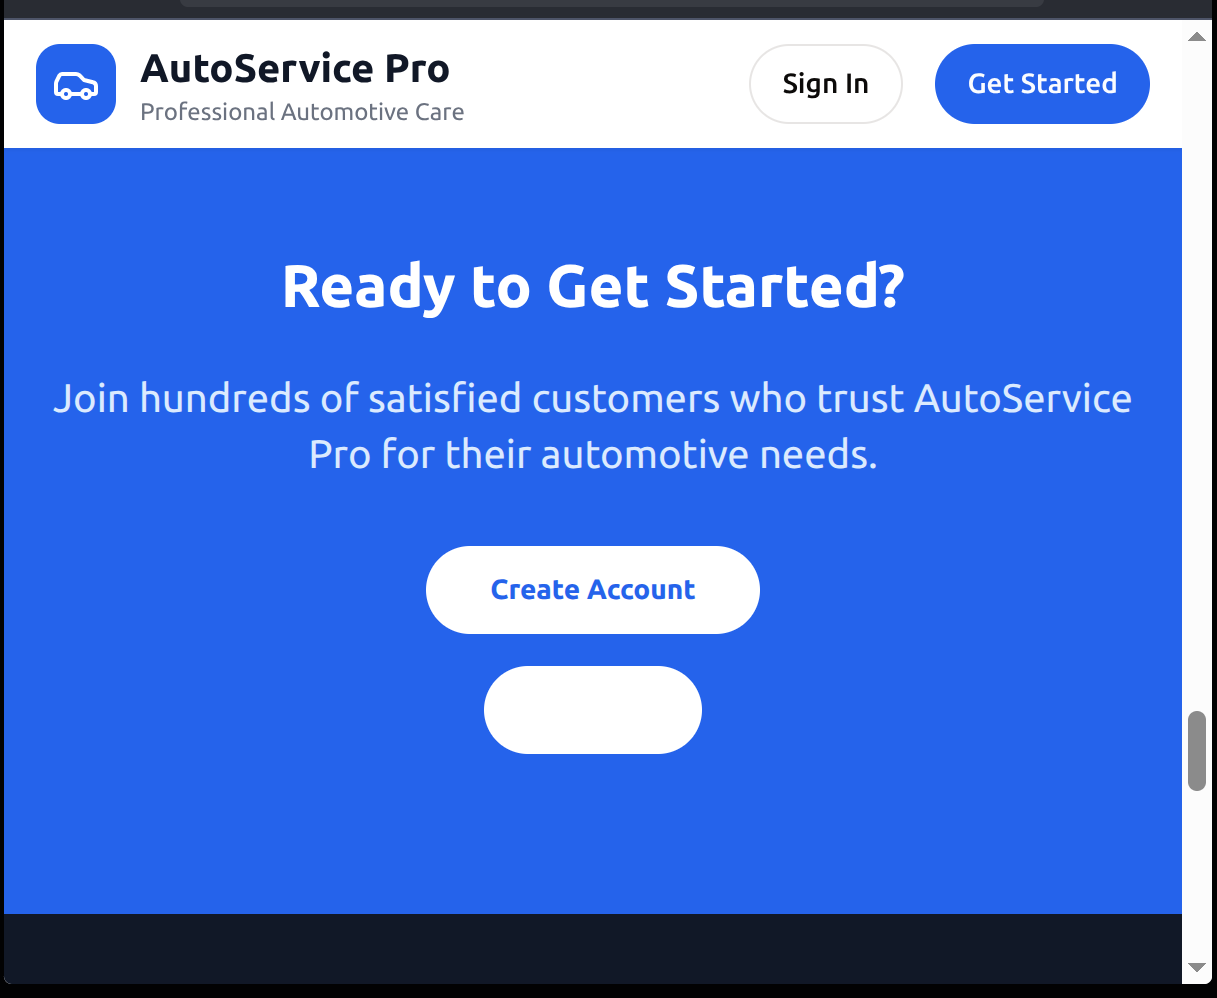 AutoService Pro
Professional Automotive Care
Sign In
Get Started
Ready to Get Started?
Join hundreds of satisfied customers who trust AutoService
Pro for their automotive needs.
Create Account